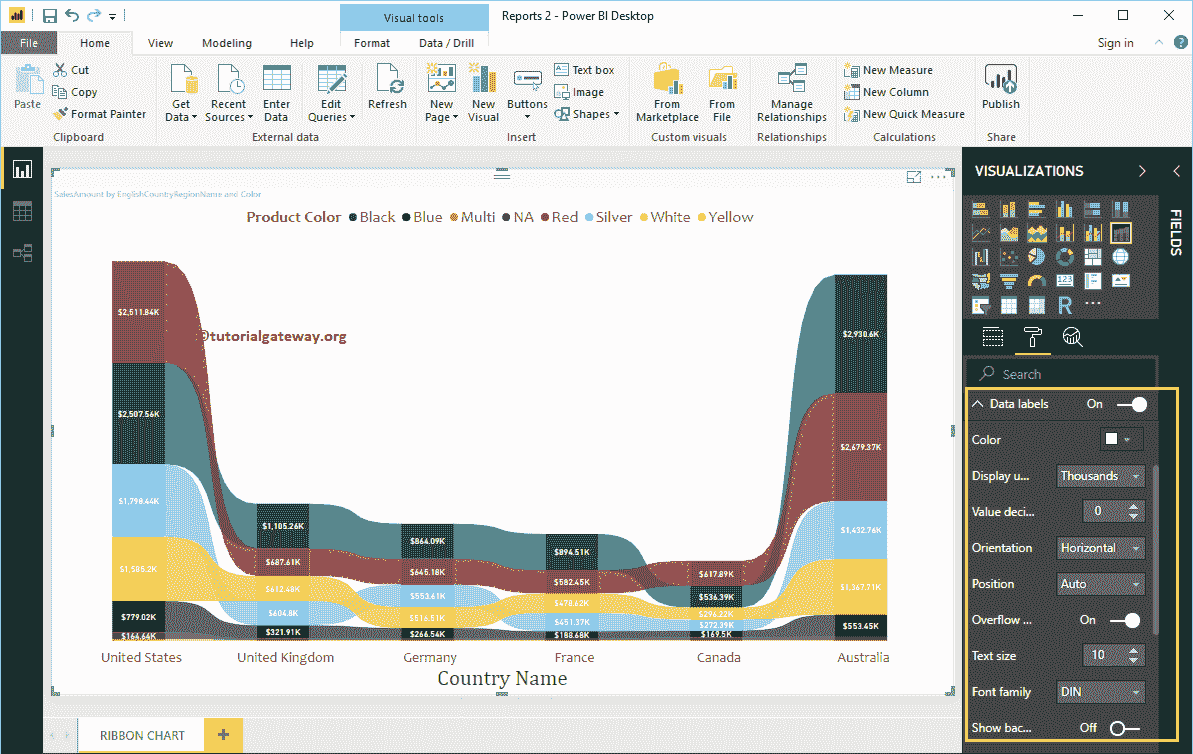 Visual tools
Reports 2 - Power BI Desktop
File Home View Modeling Help Format Data / Drill Sign in
Paste
Cut
Copy
Format Painter
Clipboard
Get Data
Recent Sources
Enter Data
Edit Queries
External data
Refresh
New Page
New Visual
Buttons
Text box
Image
Shapes
Insert
From Marketplace
From File
Custom visuals
Manage Relationships
Relationships
New Measure
New Column
New Quick Measure
Calculations
Publish
Share
SalesAmount by EnglishCountryRegionName and Color
Product Color Black Blue Multi NA Red Silver White Yellow
©tutorialgateway.org
$2,511.84K
$2,507.56K
$1,798.44K
$779.02K
$164.64K
$1,105.26K
$687.61K
$612.48K
$604.8K
$321.91K
$864.09K
$645.18K
$553.61K
$516.51K
$266.54K
$894.51K
$582.45K
$470.62K
$451.37K
$188.68K
$617.89K
$536.39K
$272.39K
$169.5K
$2,930.6K
$2,679.37K
$1,432.76K
$553.45K
United States United Kingdom Germany France Canada Australia
Country Name
RIBBON CHART
VISUALIZATIONS
FIELDS
123
R
Search
Data labels On
Color
Display u... Thousands
Value deci... 0
Orientation Horizontal
Position Auto
Overflow ... On
Text size 10
Font family DIN
Show bac... Off